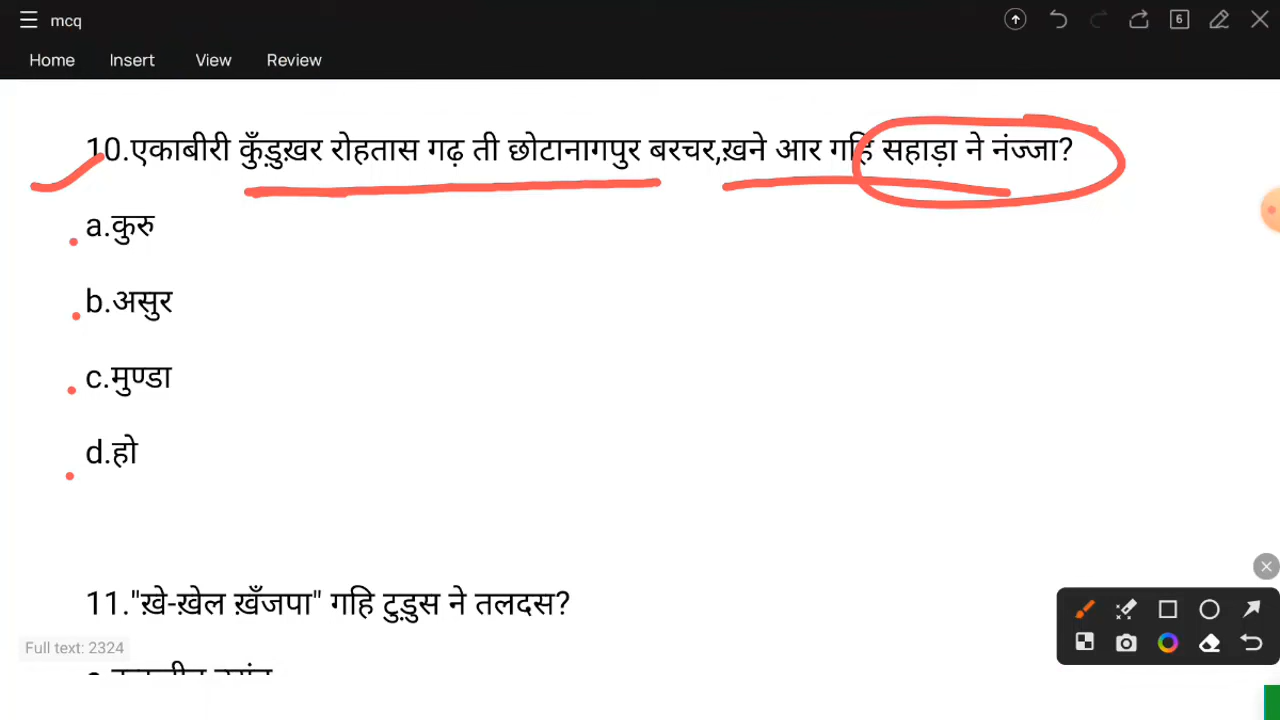 mcq
6
Home Insert View Review
10.एकाबीरी कुँड़ुख़र रोहतास गढ़ ती छोटानागपुर बरचर,ख़ने आर गहि सहाड़ा ने नंज्जा?
a.कुरु
b.असुर
c.मुण्डा
d.हो
11."ख़े-ख़ेल ख़ँजपा" गहि टुड़ुस ने तलदस?
Full text: 2324